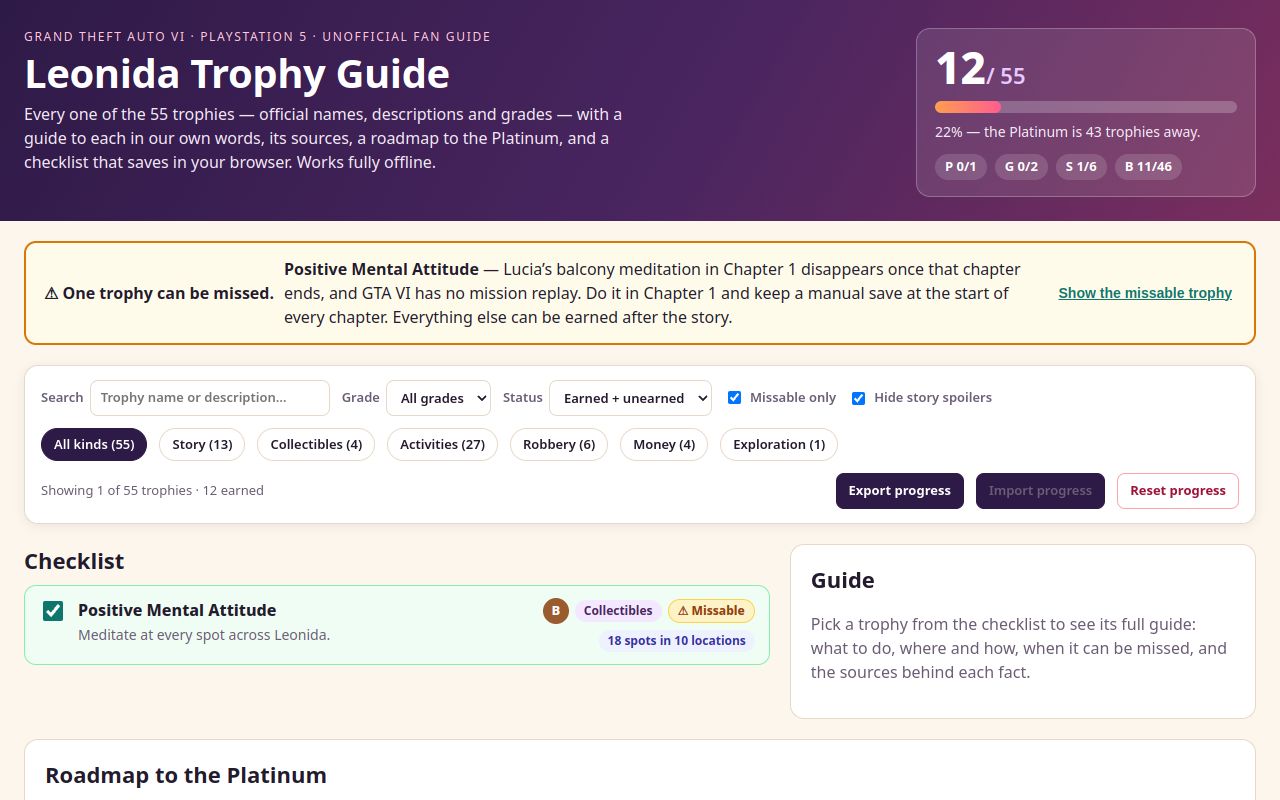 GRAND THEFT AUTO VI · PLAYSTATION 5 · UNOFFICIAL FAN GUIDE
Leonida Trophy Guide
Every one of the 55 trophies — official names, descriptions and grades — with a
guide to each in our own words, its sources, a roadmap to the Platinum, and a
checklist that saves in your browser. Works fully offline.
12/ 55
22% — the Platinum is 43 trophies away.
P 0/1 G 0/2 S 1/6 B 11/46
⚠ One trophy can be missed.
Positive Mental Attitude — Lucia’s balcony meditation in Chapter 1 disappears once that chapter
ends, and GTA VI has no mission replay. Do it in Chapter 1 and keep a manual save at the start of
every chapter. Everything else can be earned after the story.
Show the missable trophy
Search Trophy name or description… Grade All grades Status Earned + unearned Missable only Hide story spoilers
All kinds (55) Story (13) Collectibles (4) Activities (27) Robbery (6) Money (4) Exploration (1)
Showing 1 of 55 trophies · 12 earned
Export progress Import progress Reset progress
Checklist
Positive Mental Attitude
Meditate at every spot across Leonida.
B Collectibles ⚠ Missable
18 spots in 10 locations
Guide
Pick a trophy from the checklist to see its full guide:
what to do, where and how, when it can be missed, and
the sources behind each fact.
Roadmap to the Platinum